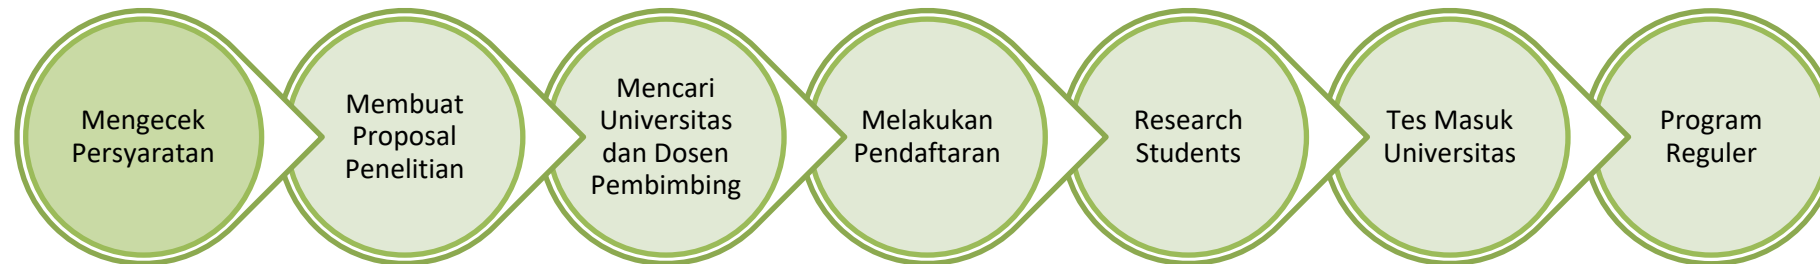 Mengecek
Persyaratan
Membuat
Proposal
Penelitian
Mencari
Universitas
dan Dosen
Pembimbing
Melakukan
Pendaftaran
Research
Students
Tes Masuk
Universitas
Program
Reguler